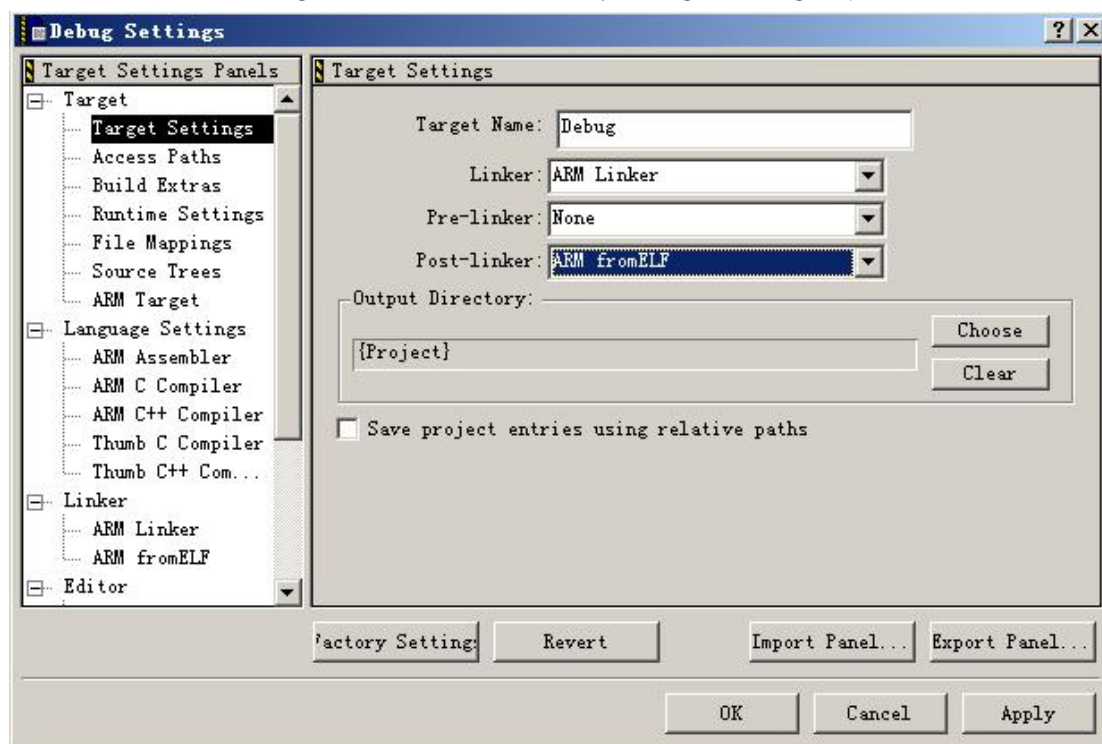 Debug Settings
Target Settings Panels
Target
Target Settings
Access Paths
Build Extras
Runtime Settings
File Mappings
Source Trees
ARM Target
Language Settings
ARM Assembler
ARM C Compiler
ARM C++ Compiler
Thumb C Compiler
Thumb C++ Com...
Linker
ARM Linker
ARM fromELF
Editor
Target Settings
Target Name: Debug
Linker: ARM Linker
Pre-linker: None
Post-linker: ARM fromELF
Output Directory:
{Project}
Choose
Clear
Save project entries using relative paths
actory Setting
Revert
Import Panel...
Export Panel...
OK
Cancel
Apply